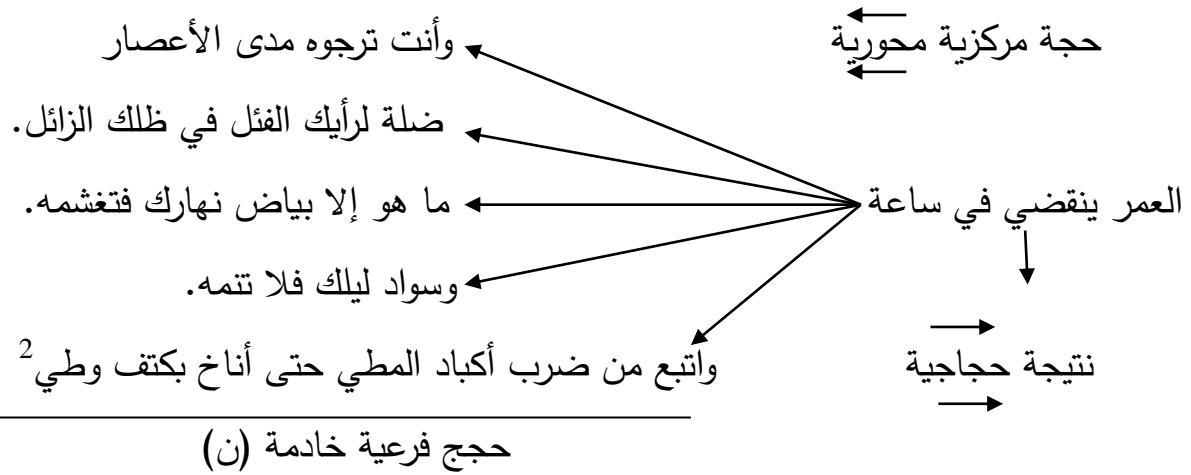 حجة مركزية محورية
وأنت ترجوه مدى الأعصار
ضلة لرأيك الفئل في ظلك الزائل.
العمر ينقضي في ساعة
ما هو إلا بياض نهارك فتغشمه.
وسواد ليلك فلا تنمه.
نتيجة حجاجية
واتبع من ضرب أكباد المطي حتى أناخ بكتف وطي2
حجج فرعية خادمة (ن)